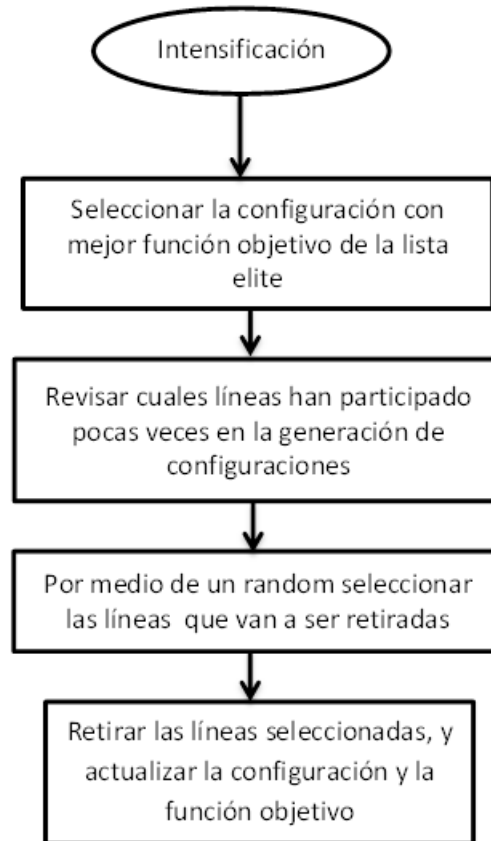 Intensificación
Seleccionar la configuración con
mejor función objetivo de la lista
elite
Revisar cuales líneas han participado
pocas veces en la generación de
configuraciones
Por medio de un random seleccionar
las líneas que van a ser retiradas
Retirar las líneas seleccionadas, y
actualizar la configuración y la
función objetivo